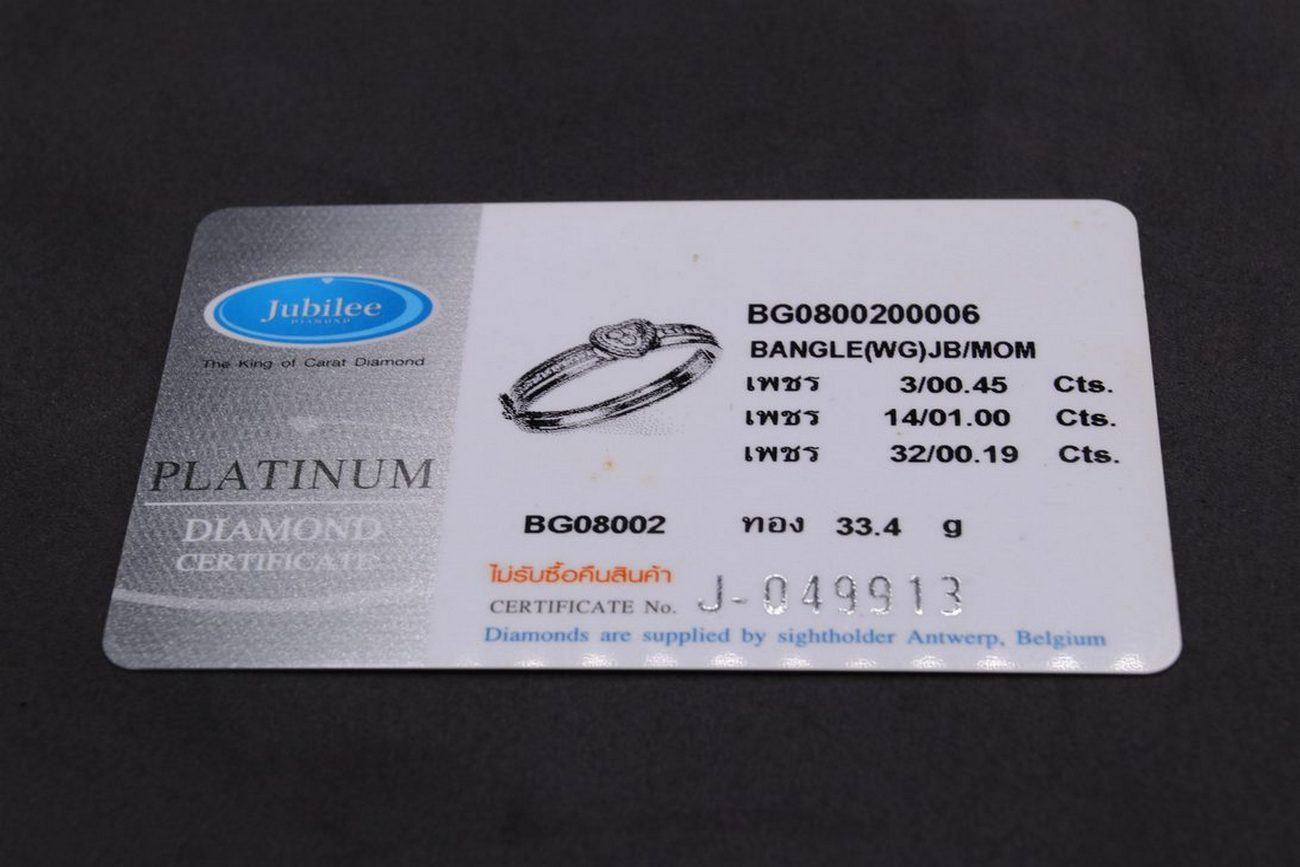 Jubilee
DIAMOND
The King of Carat Diamond
PLATINUM
DIAMOND
CERTIFICATE
BG0800200006
BANGLE(WG)JB/MOM
เพชร 3/00.45 Cts.
เพชร 14/01.00 Cts.
เพชร 32/00.19 Cts.
BG08002 ทอง 33.4 g
ไม่รับซื้อคืนสินค้า
CERTIFICATE No. J-049913
Diamonds are supplied by sightholder Antwerp, Belgium